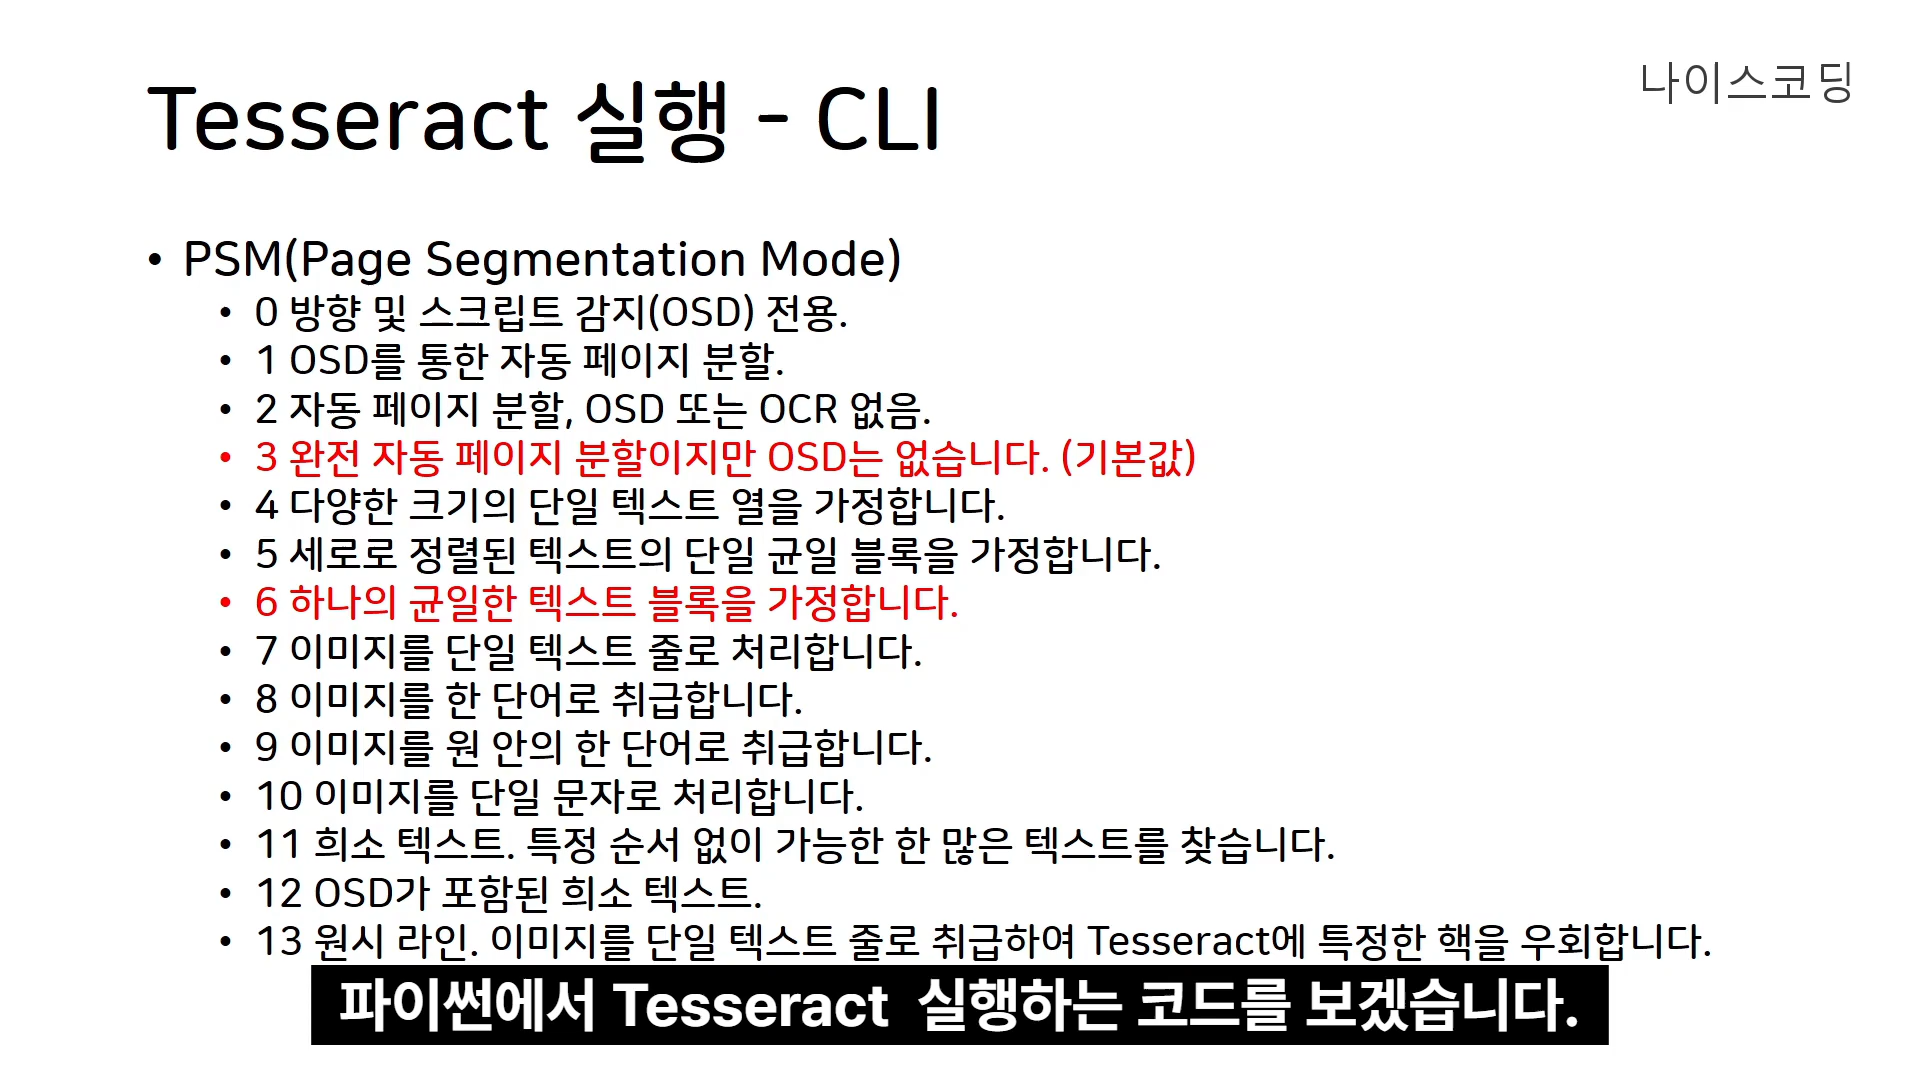 나이스코딩
Tesseract 실행 - CLI
• PSM(Page Segmentation Mode)
• 0 방향 및 스크립트 감지(OSD) 전용.
• 1 OSD를 통한 자동 페이지 분할.
• 2 자동 페이지 분할, OSD 또는 OCR 없음.
• 3 완전 자동 페이지 분할이지만 OSD는 없습니다. (기본값)
• 4 다양한 크기의 단일 텍스트 열을 가정합니다.
• 5 세로로 정렬된 텍스트의 단일 균일 블록을 가정합니다.
• 6 하나의 균일한 텍스트 블록을 가정합니다.
• 7 이미지를 단일 텍스트 줄로 처리합니다.
• 8 이미지를 한 단어로 취급합니다.
• 9 이미지를 원 안의 한 단어로 취급합니다.
• 10 이미지를 단일 문자로 처리합니다.
• 11 희소 텍스트. 특정 순서 없이 가능한 한 많은 텍스트를 찾습니다.
• 12 OSD가 포함된 희소 텍스트.
• 13 원시 라인. 이미지를 단일 텍스트 줄로 취급하여 Tesseract에 특정한 핵을 우회합니다.
파이썬에서 Tesseract 실행하는 코드를 보겠습니다.